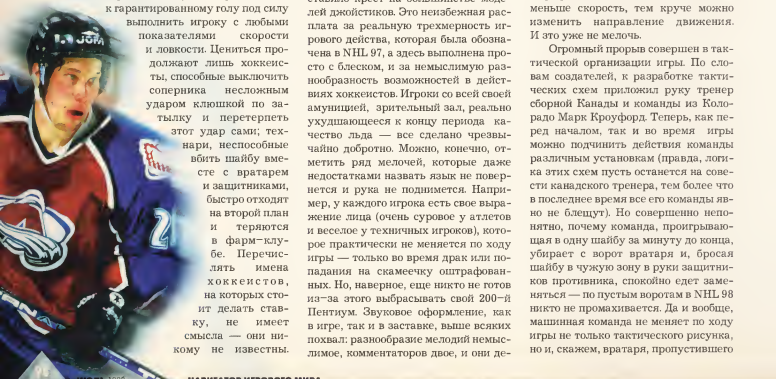 к гарантированному голу под силу
выполнить игроку с любыми
показателями скорости
и ловкости. Цениться про-
должают лишь хоккеис-
ты, способные выключить
соперника несложным
ударом клюшкой по за-
тылку и перетерпеть
этот удар сами; тех-
нари, неспособные
вбить шайбу вме-
сте с вратарем
и защитниками,
быстро отходят
на второй план
и теряются
в фарм-клу-
бе. Перечис-
лять имена
хоккеистов,
на которых сто-
ит делать став-
ку, не имеет
смысла — они ни-
кому не известны.
лей джойстиков. Это неизбежная рас-
плата за реальную трехмерность иг-
рового действа, которая была обозна-
чена в NHL 97, а здесь выполнена про-
сто с блеском, и за немыслимую раз-
нообразность возможностей в дейст-
виях хоккеистов. Игроки со всей своей
амуницией, зрительный зал, реально
ухудшающееся к концу периода ка-
чество льда — все сделано чрезвы-
чайно добротно. Можно, конечно, от-
метить ряд мелочей, которые даже
недостатками назвать язык не повер-
нется и рука не поднимется. Напри-
мер, у каждого игрока есть свое выра-
жение лица (очень суровое у атлетов
и веселое у техничных игроков), кото-
рое практически не меняется по ходу
игры — только во время драк или по-
падания на скамеечку оштрафован-
ных. Но, наверное, еще никто не готов
из-за этого выбрасывать свой 200-й
Пентиум. Звуковое оформление, как
в игре, так и в заставке, выше всяких
похвал: разнообразие мелодий немыс-
лимое, комментаторов двое, и они де-
меньше скорость, тем круче можно
изменить направление движения.
И это уже не мелочь.
Огромный прорыв совершен в так-
тической организации игры. По сло-
вам создателей, к разработке такти-
ческих схем приложил руку тренер
сборной Канады и команды из Коло-
радо Марк Кроуфорд. Теперь, как пе-
ред началом, так и во время игры
можно подчинить действия команды
различным установкам (правда, логи-
ка этих схем пусть останется на сове-
сти канадского тренера, тем более что
в последнее время все его команды яв-
но не блещут). Но совершенно непо-
нятно, почему команда, проигрываю-
щая в одну шайбу за минуту до конца,
убирает с ворот вратаря и, бросая
шайбу в чужую зону в руки защитни-
ков противника, спокойно едет заме-
няться — по пустым воротам в NHL 98
никто не промахивается. Да и вообще,
машинная команда не меняет по ходу
игры не только тактического рисунка,
но и, скажем, вратаря, пропустившего
JOFA